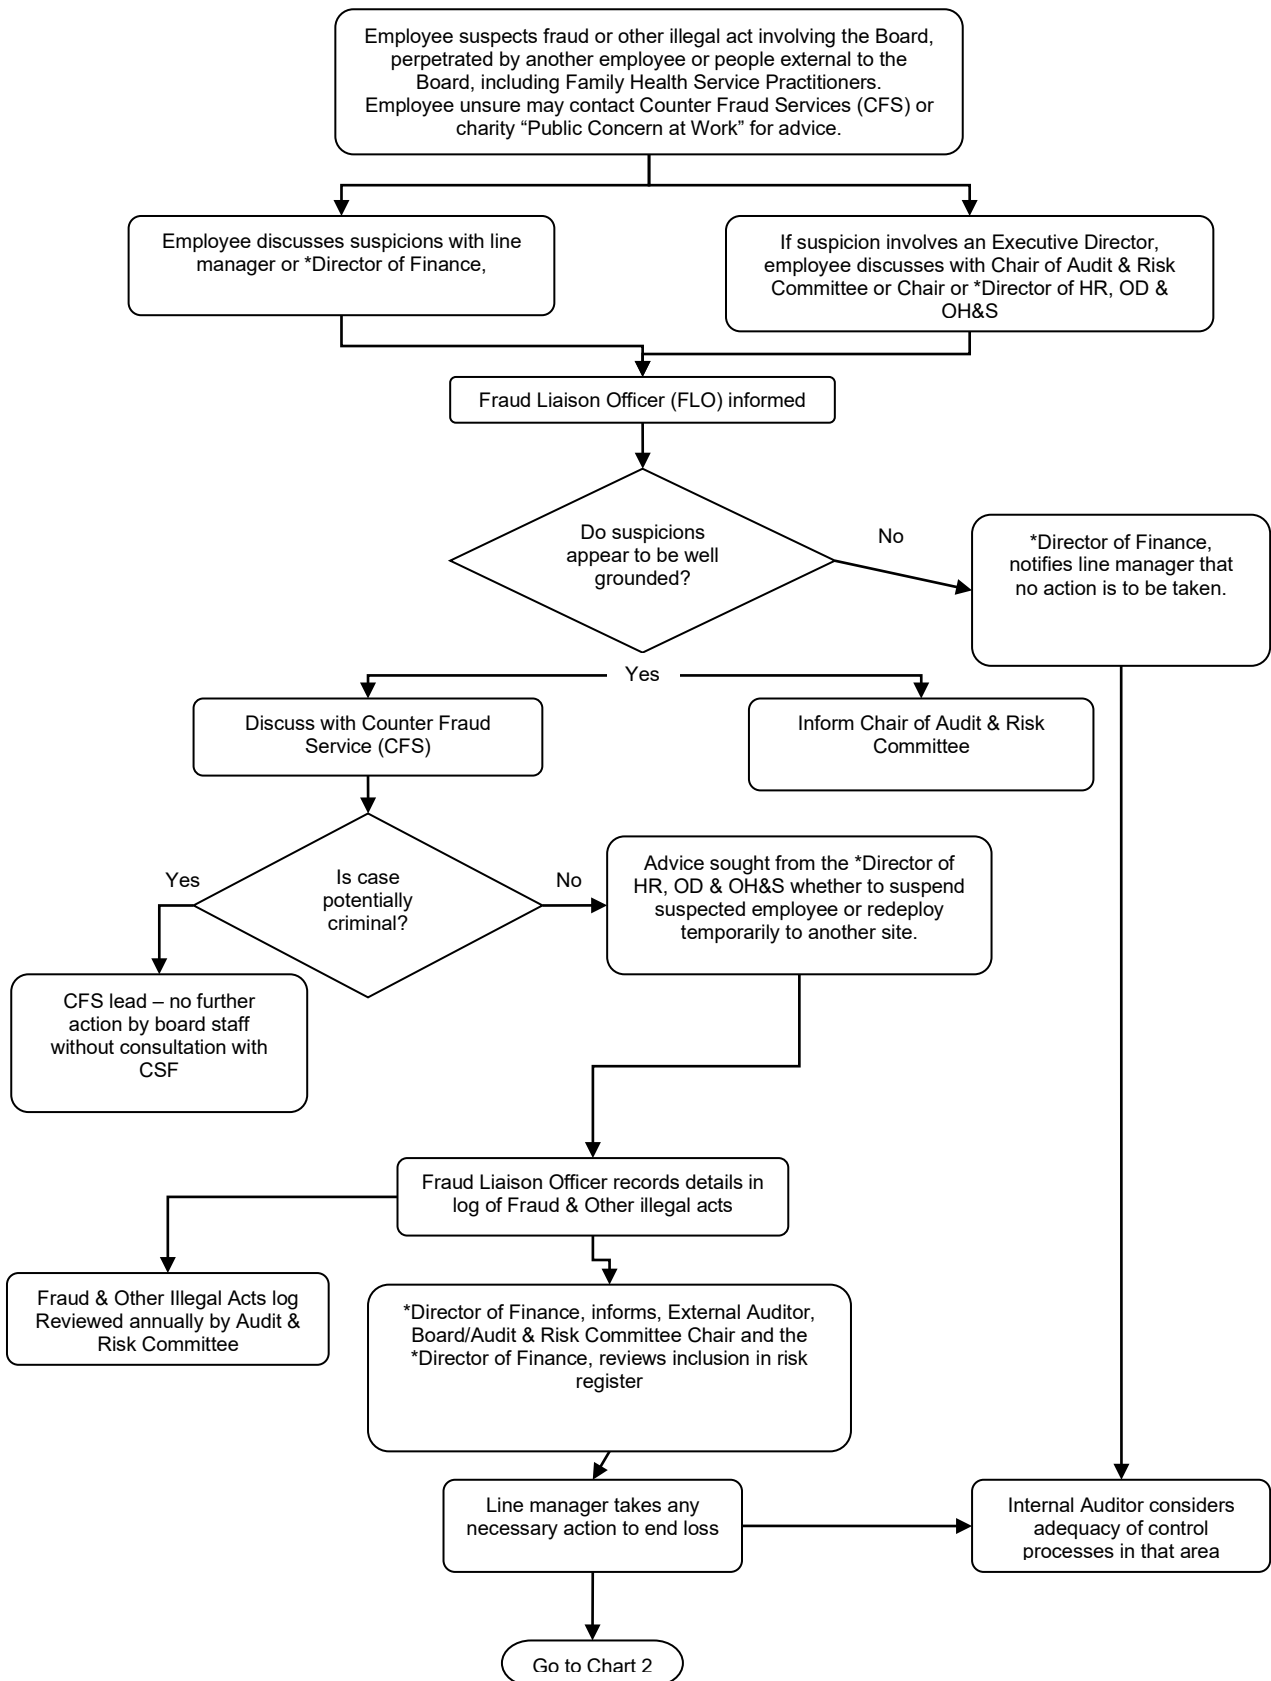 Employee suspects fraud or other illegal act involving the Board,
perpetrated by another employee or people external to the
Board, including Family Health Service Practitioners.
Employee unsure may contact Counter Fraud Services (CFS) or
charity “Public Concern at Work” for advice.
Employee discusses suspicions with line
manager or *Director of Finance,
If suspicion involves an Executive Director,
employee discusses with Chair of Audit & Risk
Committee or Chair or *Director of HR, OD &
OH&S
Fraud Liaison Officer (FLO) informed
Do suspicions
appear to be well
grounded?
No
*Director of Finance,
notifies line manager that
no action is to be taken.
Yes
Discuss with Counter Fraud
Service (CFS)
Inform Chair of Audit & Risk
Committee
Is case
potentially
criminal?
Yes
No
Advice sought from the *Director of
HR, OD & OH&S whether to suspend
suspected employee or redeploy
temporarily to another site.
CFS lead – no further
action by board staff
without consultation with
CSF
Fraud Liaison Officer records details in
log of Fraud & Other illegal acts
Fraud & Other Illegal Acts log
Reviewed annually by Audit &
Risk Committee
*Director of Finance, informs, External Auditor,
Board/Audit & Risk Committee Chair and the
*Director of Finance, reviews inclusion in risk
register
Line manager takes any
necessary action to end loss
Internal Auditor considers
adequacy of control
processes in that area
Go to Chart 2